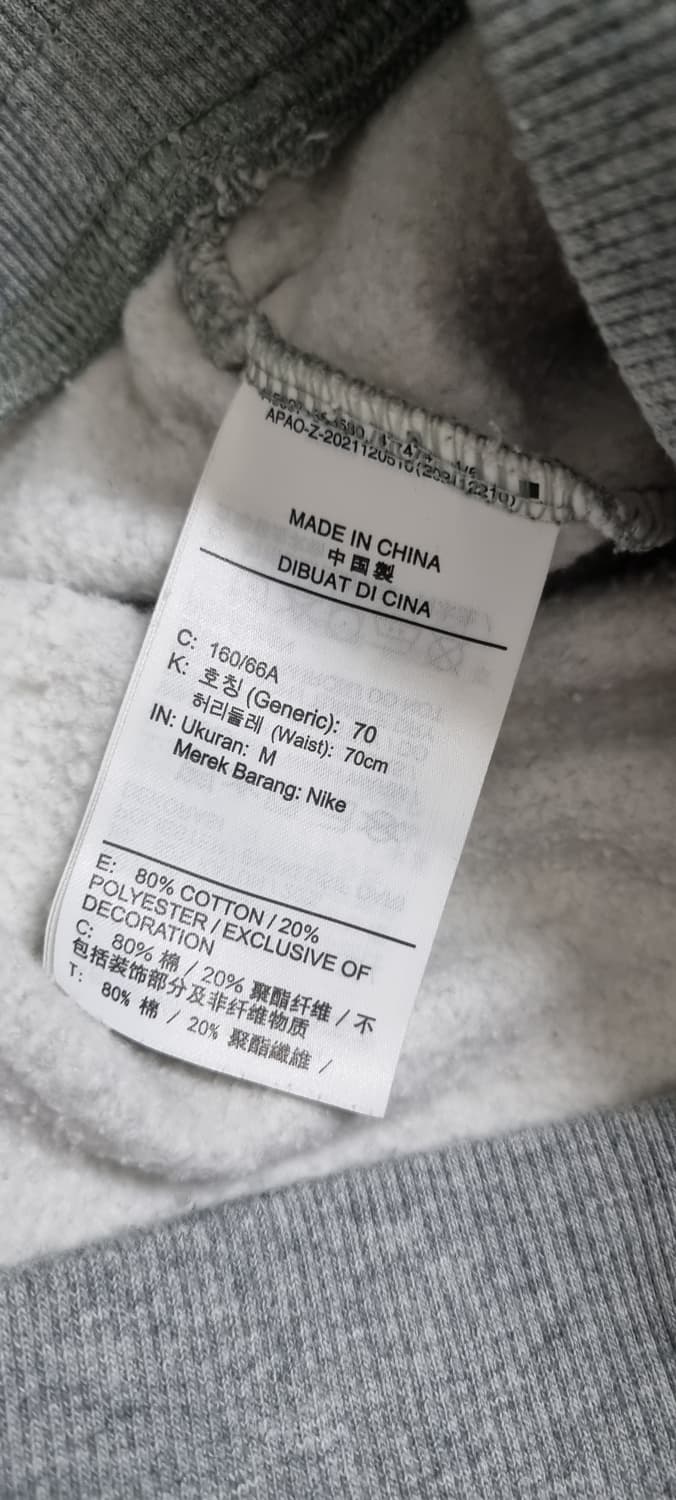 APAO-Z-2021120510(20211221U)
MADE IN CHINA
中国製
DIBUAT DI CINA
C: 160/66A
K: 호칭 (Generic): 70
허리둘레 (Waist): 70cm
IN: Ukuran: M
Merek Barang: Nike
E: 80% COTTON / 20%
POLYESTER / EXCLUSIVE OF
DECORATION
C: 80% 棉 / 20% 聚酯纤维 / 不
包括装饰部分及非纤维物质
T: 80% 棉 / 20% 聚酯纖維 /